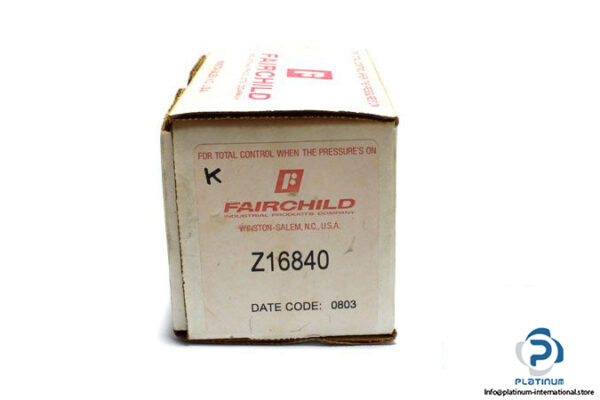 FAIRCHILD
FOR TOTAL CONTROL WHEN THE PRESSURE'S ON
K
FAIRCHILD
INDUSTRIAL PRODUCTS COMPANY
WINSTON-SALEM, N.C., U.S.A.
Z16840
DATE CODE: 0803
PLATINUM
Info@platinum-international.store